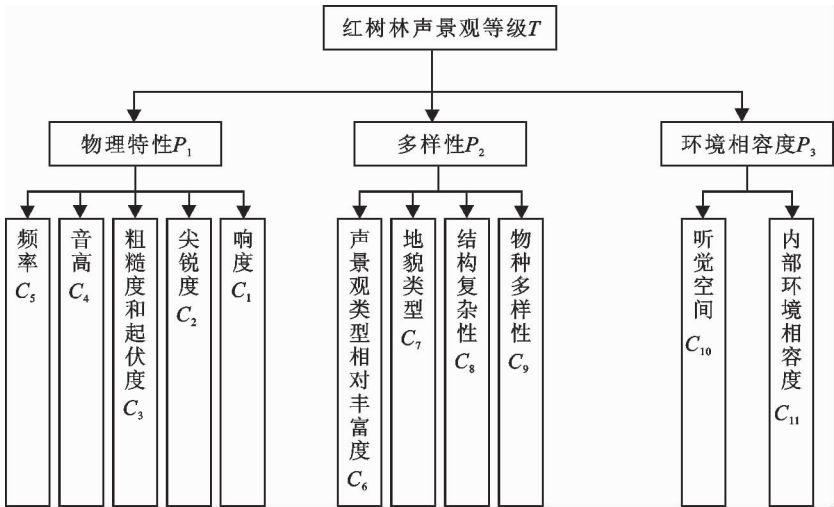 红树林声景观等级T
物理特性P₁
多样性P₂
环境相容度P₃
频率C₅
音高C₄
粗糙度和起伏度C₃
尖锐度C₂
响度C₁
声景观类型相对丰富度C₆
地貌类型C₇
结构复杂性C₈
物种多样性C₉
听觉空间C₁₀
内部环境相容度C₁₁